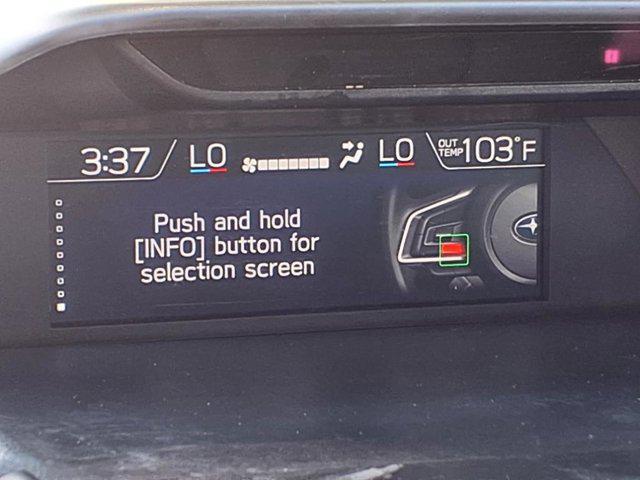 3:37 LO LO OUT TEMP 103°F
Push and hold
[INFO] button for
selection screen